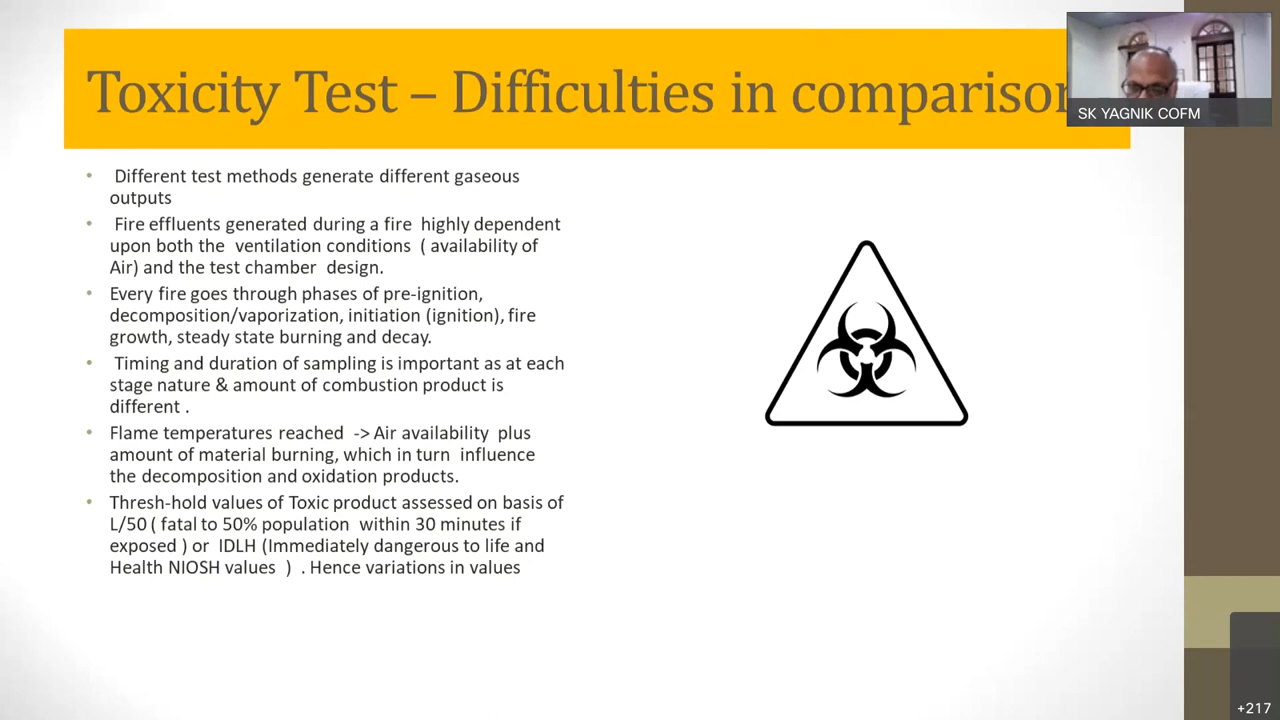 Toxicity Test – Difficulties in comparison
SK YAGNIK COFM
• Different test methods generate different gaseous
outputs
• Fire effluents generated during a fire highly dependent
upon both the ventilation conditions ( availability of
Air) and the test chamber design.
• Every fire goes through phases of pre-ignition,
decomposition/vaporization, initiation (ignition), fire
growth, steady state burning and decay.
• Timing and duration of sampling is important as at each
stage nature & amount of combustion product is
different .
• Flame temperatures reached -> Air availability plus
amount of material burning, which in turn influence
the decomposition and oxidation products.
• Thresh-hold values of Toxic product assessed on basis of
L/50 ( fatal to 50% population within 30 minutes if
exposed ) or IDLH (Immediately dangerous to life and
Health NIOSH values ) . Hence variations in values
+217